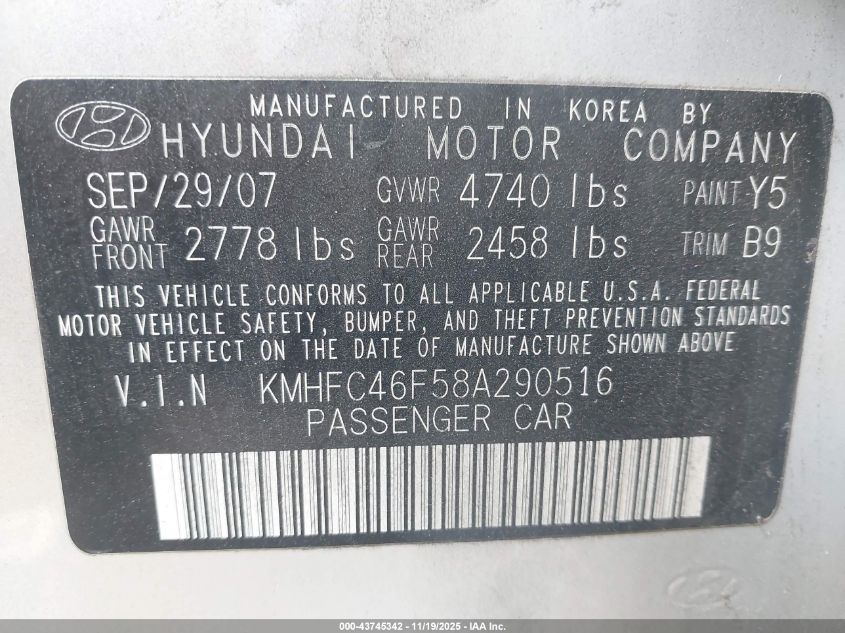 MANUFACTURED IN KOREA BY
HYUNDAI MOTOR COMPANY
SEP/29/07 GVWR 4740 lbs PAINT Y5
GAWR FRONT 2778 lbs GAWR REAR 2458 lbs TRIM B9
THIS VEHICLE CONFORMS TO ALL APPLICABLE U.S.A. FEDERAL
MOTOR VEHICLE SAFETY, BUMPER, AND THEFT PREVENTION STANDARDS
IN EFFECT ON THE DATE OF MANUFACTURE SHOWN ABOVE
V.I.N KMHFC46F58A290516
PASSENGER CAR
000-43745342 - 11/19/2025 - IAA Inc.